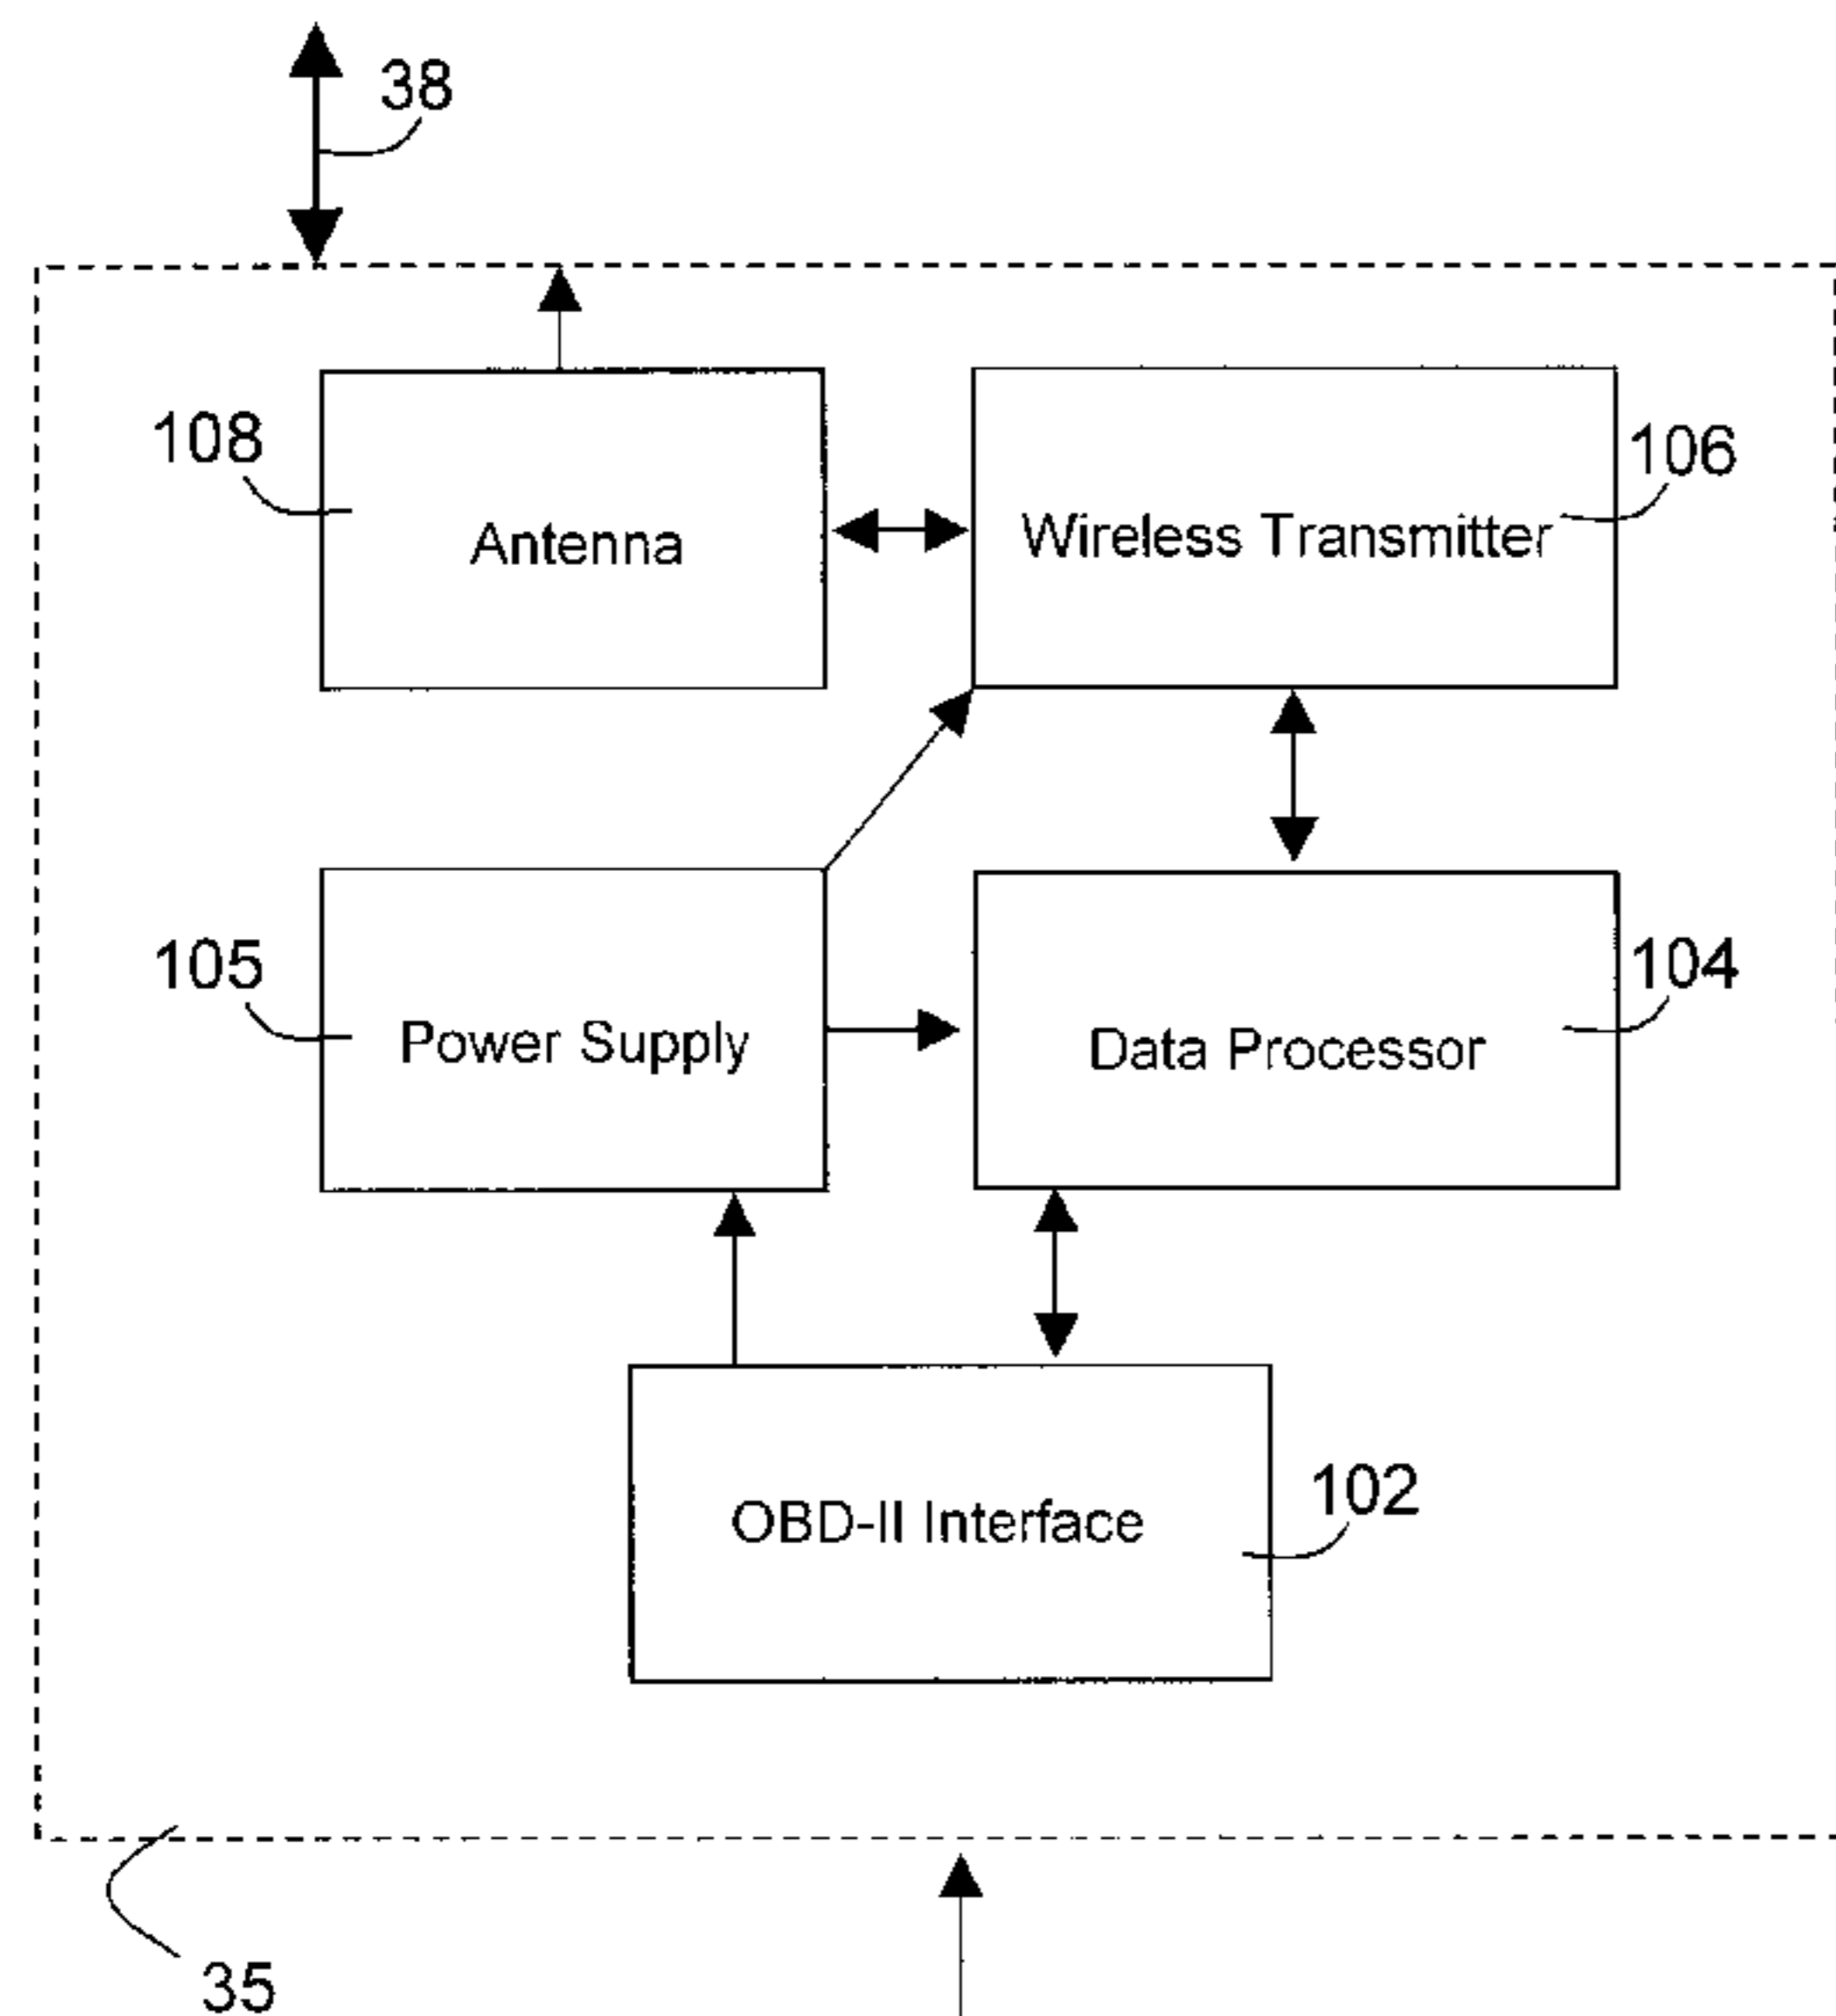 38
108
Antenna
Wireless Transmitter
106
105
Power Supply
Data Processor
104
OBD-II Interface
102
35